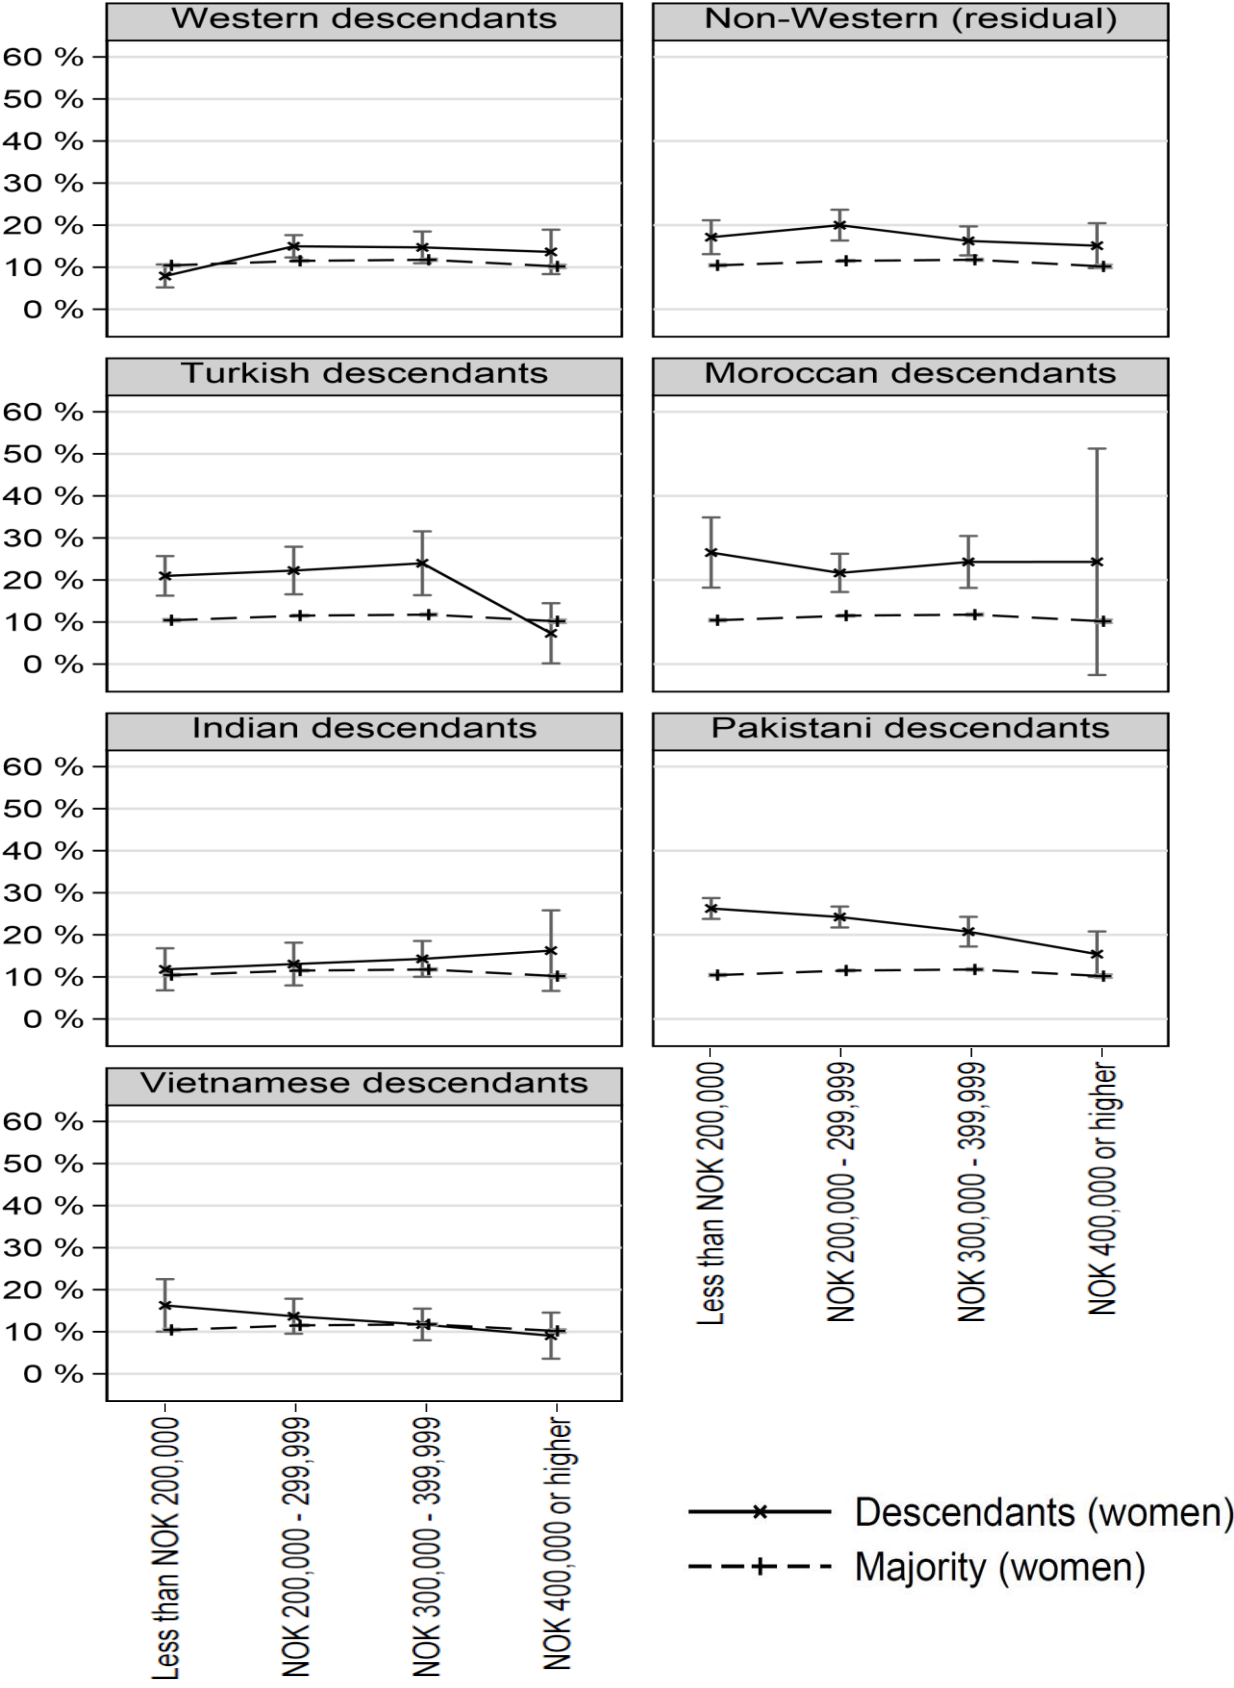 Western descendants
Non-Western (residual)
60 %
50 %
40 %
30 %
20 %
10 %
0 %
Turkish descendants
Moroccan descendants
60 %
50 %
40 %
30 %
20 %
10 %
0 %
Indian descendants
Pakistani descendants
60 %
50 %
40 %
30 %
20 %
10 %
0 %
Less than NOK 200,000
NOK 200,000 - 299,999
NOK 300,000 - 399,999
NOK 400,000 or higher
Vietnamese descendants
60 %
50 %
40 %
30 %
20 %
10 %
0 %
Less than NOK 200,000
NOK 200,000 - 299,999
NOK 300,000 - 399,999
NOK 400,000 or higher
Descendants (women)
Majority (women)